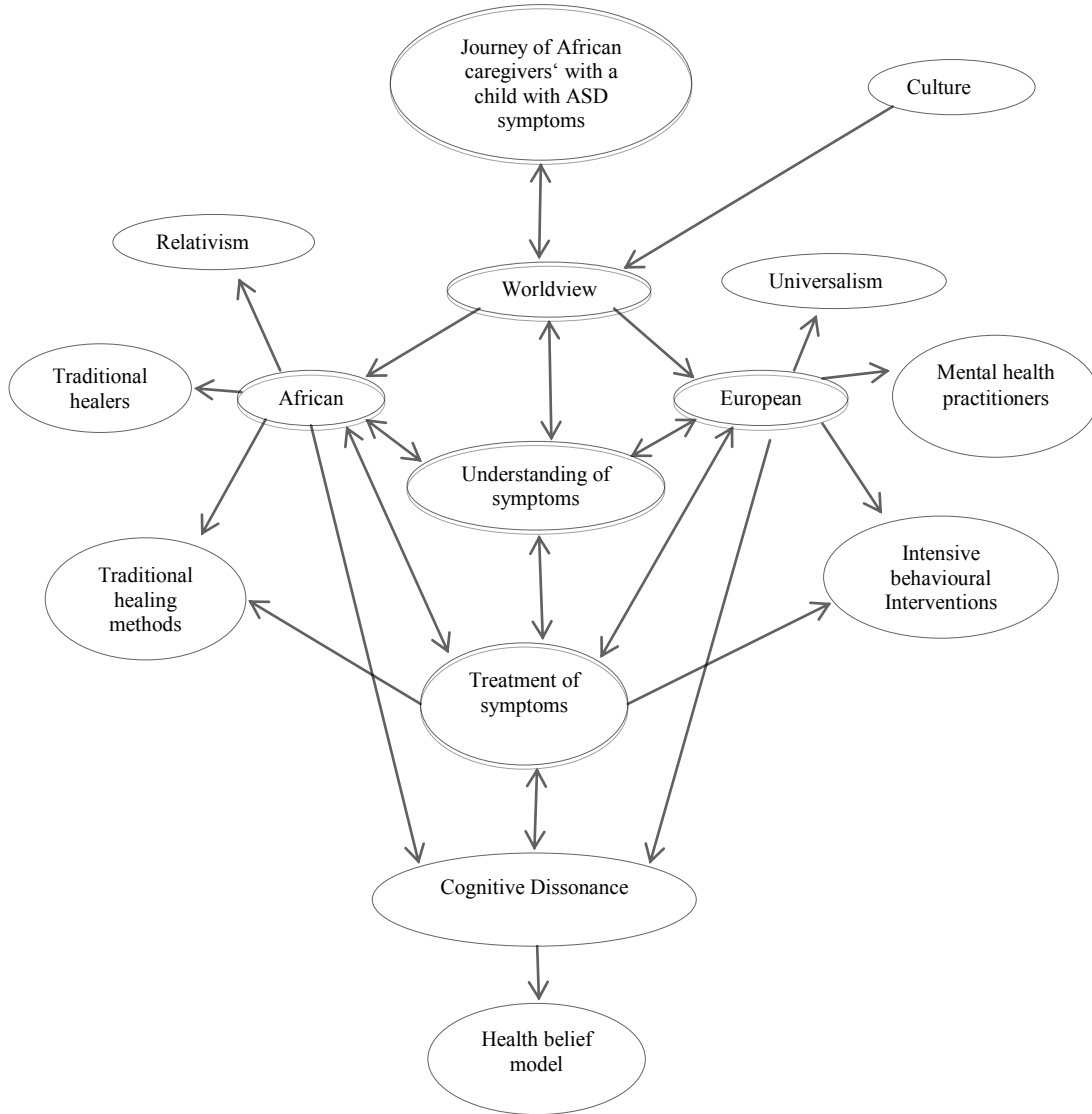 Journey of African
caregivers‘ with a
child with ASD
symptoms
Culture
Relativism
Worldview
Universalism
Traditional
healers
African
European
Mental health
practitioners
Understanding of
symptoms
Traditional
healing
methods
Intensive
behavioural
Interventions
Treatment of
symptoms
Cognitive Dissonance
Health belief
model